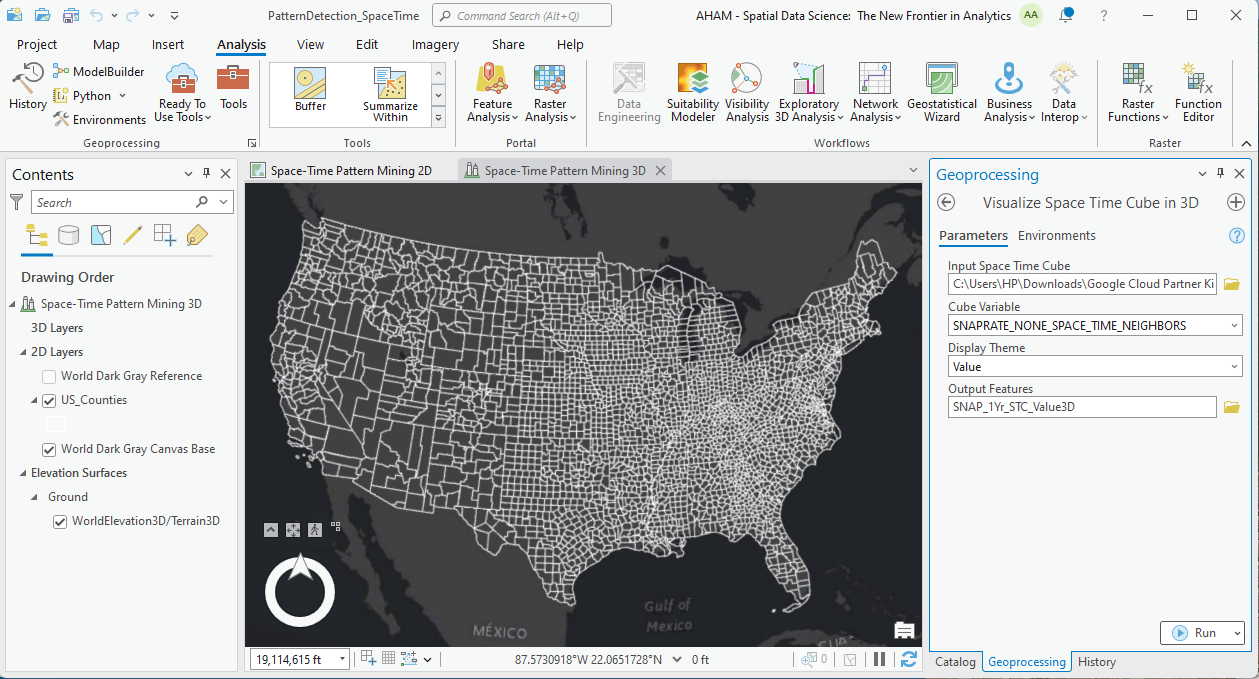 PatternDetection_SpaceTime
Command Search (Alt+Q)
AHAM - Spatial Data Science: The New Frontier in Analytics
AA
?
Project
Map
Insert
Analysis
View
Edit
Imagery
Share
Help
History
ModelBuilder
Python
Environments
Ready To
Use Tools
Tools
Buffer
Summarize
Within
Feature
Analysis
Raster
Analysis
Data
Engineering
Suitability
Modeler
Visibility
Analysis
Exploratory
3D Analysis
Network
Analysis
Geostatistical
Wizard
Business
Analysis
Data
Interop
Raster
Functions
Function
Editor
Geoprocessing
Tools
Portal
Workflows
Raster
Contents
Search
Drawing Order
Space-Time Pattern Mining 3D
3D Layers
2D Layers
World Dark Gray Reference
US_Counties
World Dark Gray Canvas Base
Elevation Surfaces
Ground
WorldElevation3D/Terrain3D
Space-Time Pattern Mining 2D
Space-Time Pattern Mining 3D
Gulf of
Mexico
MÉXICO
CUBA
19,114,615 ft
87.5730918°W 22.0651728°N
0 ft
0
Geoprocessing
Visualize Space Time Cube in 3D
Parameters
Environments
?
Input Space Time Cube
C:\Users\HP\Downloads\Google Cloud Partner Ki
Cube Variable
SNAPRATE_NONE_SPACE_TIME_NEIGHBORS
Display Theme
Value
Output Features
SNAP_1Yr_STC_Value3D
Run
Catalog
Geoprocessing
History